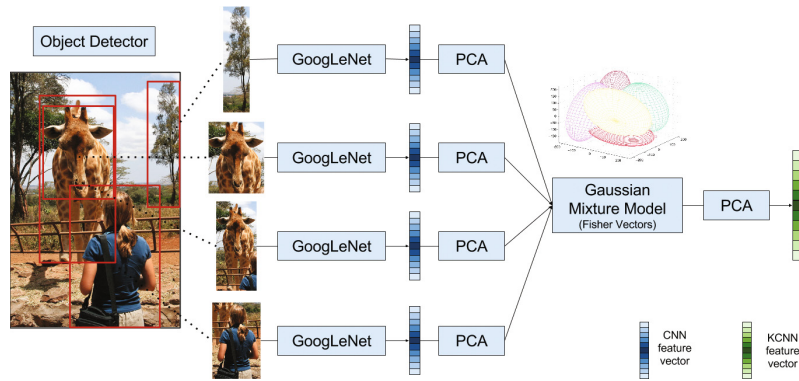 Object Detector
GoogLeNet
PCA
GoogLeNet
PCA
GoogLeNet
PCA
GoogLeNet
PCA
Gaussian
Mixture Model
(Fisher Vectors)
PCA
CNN
feature
vector
KCNN
feature
vector